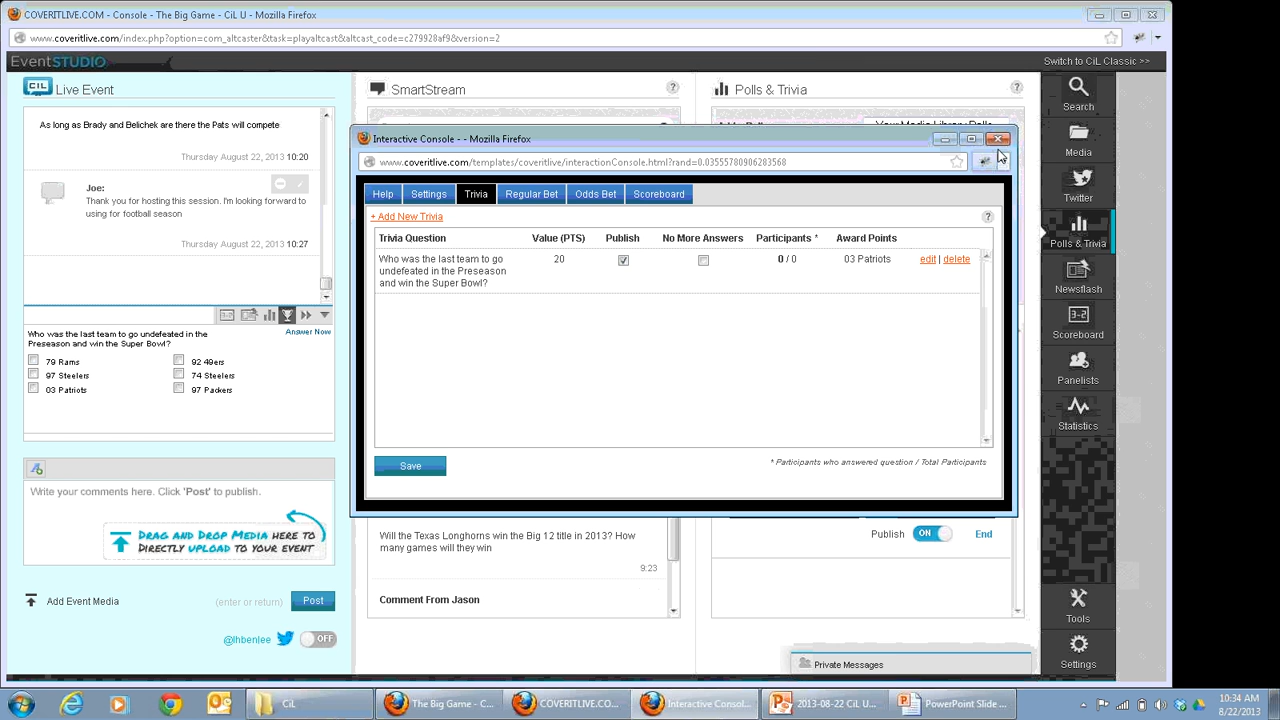 COVERITLIVE.COM - Console - The Big Game - CiL U - Mozilla Firefox
www.coveritlive.com/index.php?option=com_altcaster&task=playaltcast&altcast_code=c279928af9&version=2
EventSTUDIO
Switch to CiL Classic >>
CiL Live Event
SmartStream
?
Polls & Trivia
?
As long as Brady and Belichek are there the Pats will compete
Thursday August 22, 2013 10:20
Joe:
Thank you for hosting this session. I'm looking forward to
using for football season
Thursday August 22, 2013 10:27
Who was the last team to go undefeated in the
Preseason and win the Super Bowl?
Answer Now
79 Rams
92 49ers
97 Steelers
74 Steelers
03 Patriots
97 Packers
Write your comments here. Click 'Post' to publish.
DRAG AND DROP MEDIA HERE TO
DIRECTLY UPLOAD TO YOUR EVENT
Add Event Media
(enter or return)
Post
@lhbenlee
OFF
Interactive Console - - Mozilla Firefox
www.coveritlive.com/templates/coveritlive/interactionConsole.html?rand=0.03555780906283568
Help
Settings
Trivia
Regular Bet
Odds Bet
Scoreboard
+ Add New Trivia
?
Trivia Question
Value (PTS)
Publish
No More Answers
Participants *
Award Points
Who was the last team to go
undefeated in the Preseason
and win the Super Bowl?
20
0 / 0
03 Patriots
edit | delete
Save
* Participants who answered question / Total Participants
Will the Texas Longhorns win the Big 12 title in 2013? How
many games will they win
9:23
Comment From Jason
Publish
ON
End
Private Messages
Search
Media
Twitter
Polls & Trivia
Newsflash
3-2
Scoreboard
Panelists
Statistics
Tools
Settings
CiL
The Big Game - C...
COVERITLIVE.CO...
Interactive Consol...
2013-08-22 CiL U...
PowerPoint Slide ...
10:34 AM
8/22/2013